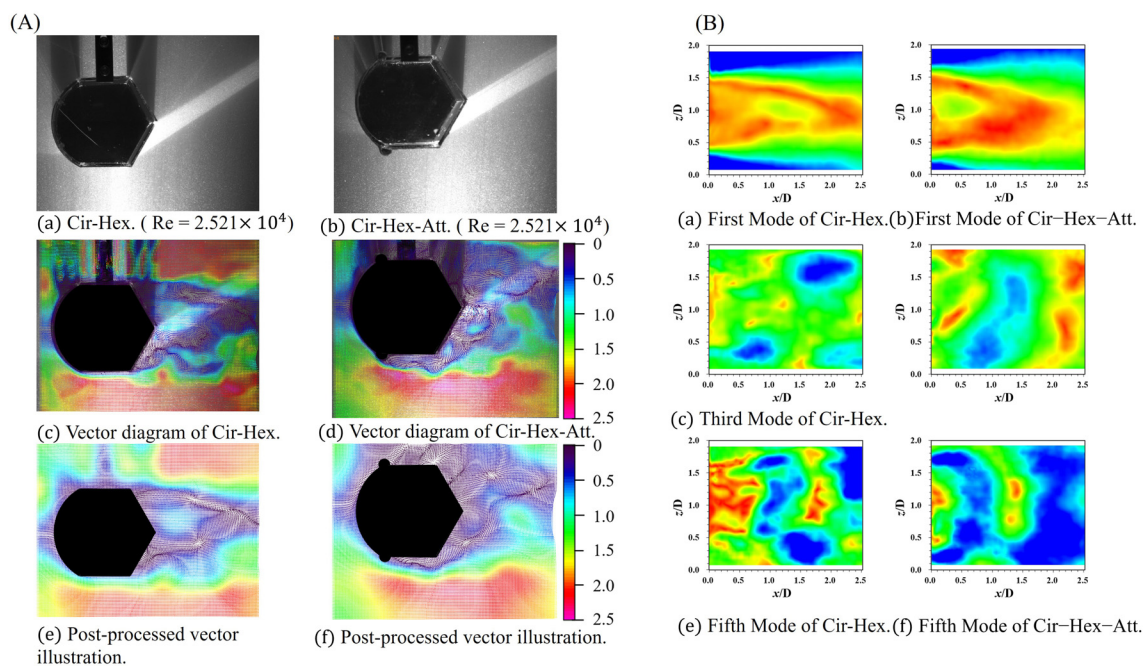 (A)
(B)
(a) Cir-Hex. ( Re = 2.521× 10⁴)
(b) Cir-Hex-Att. ( Re = 2.521× 10⁴)
0
0.5
1.0
1.5
2.0
2.5
(c) Vector diagram of Cir-Hex.
(d) Vector diagram of Cir-Hex-Att.
0
0.5
1.0
1.5
2.0
2.5
(e) Post-processed vector
illustration.
(f) Post-processed vector illustration.
2.0
1.5
1.0
0.5
0.0
z/D
0.0 0.5 1.0 1.5 2.0 2.5
x/D
2.0
1.5
1.0
0.5
0.0
z/D
0.0 0.5 1.0 1.5 2.0 2.5
x/D
(a) First Mode of Cir-Hex.
(b)First Mode of Cir−Hex−Att.
2.0
1.5
1.0
0.5
0.0
z/D
0.0 0.5 1.0 1.5 2.0 2.5
x/D
2.0
1.5
1.0
0.5
0.0
z/D
0.0 0.5 1.0 1.5 2.0 2.5
x/D
(c) Third Mode of Cir-Hex.
2.0
1.5
1.0
0.5
0.0
z/D
0.0 0.5 1.0 1.5 2.0 2.5
x/D
2.0
1.5
1.0
0.5
0.0
z/D
0.0 0.5 1.0 1.5 2.0 2.5
x/D
(e) Fifth Mode of Cir-Hex.
(f) Fifth Mode of Cir−Hex−Att.